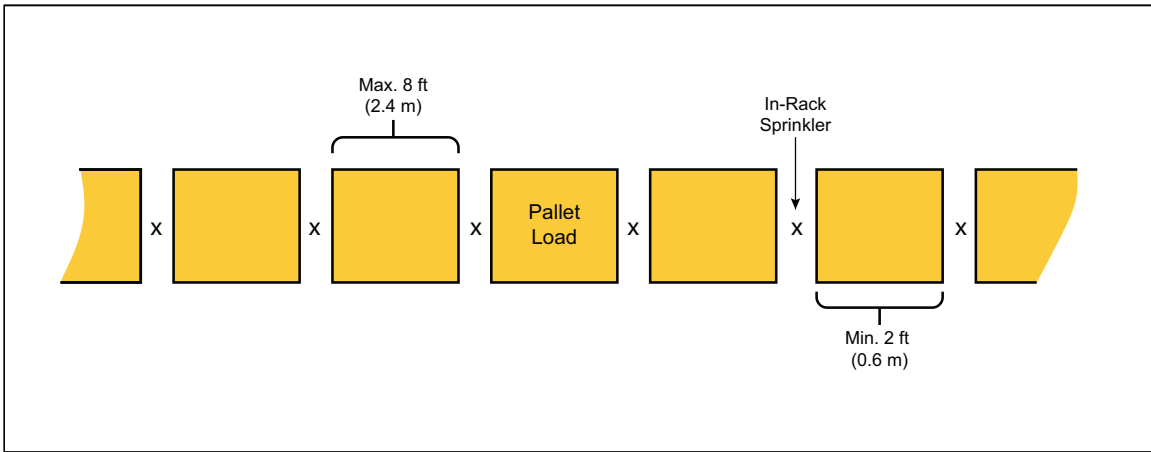 Max. 8 ft
(2.4 m)
In-Rack
Sprinkler
x
x
x
Pallet
Load
x
x
x
Min. 2 ft
(0.6 m)